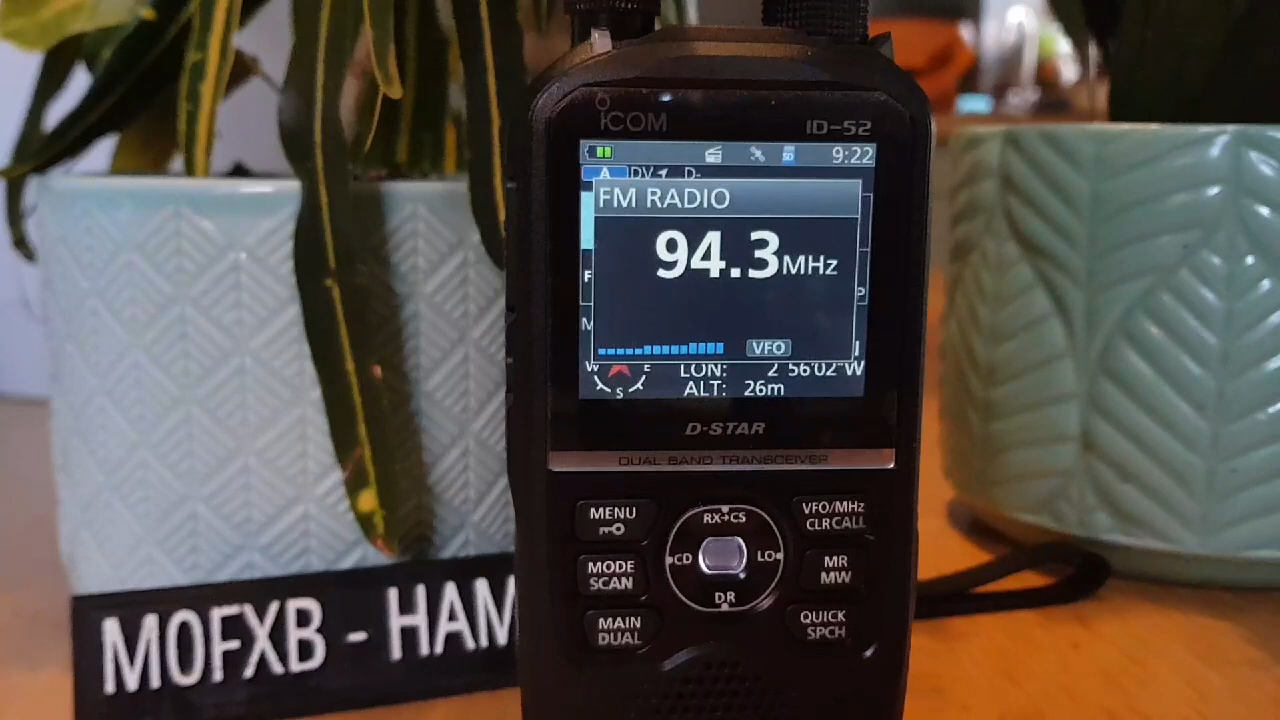 ICOM
ID-52
9:22
A DV D-
FM RADIO
94.3MHz
VFO
W E
S
LON: 2°56'02"W
ALT: 26m
D-STAR
DUAL BAND TRANSCEIVER
MENU
RX→CS
VFO/MHz
CLR CALL
MODE
SCAN
CD
LO
MR
MW
MAIN
DUAL
DR
QUICK
SPCH
M0FXB - HAM